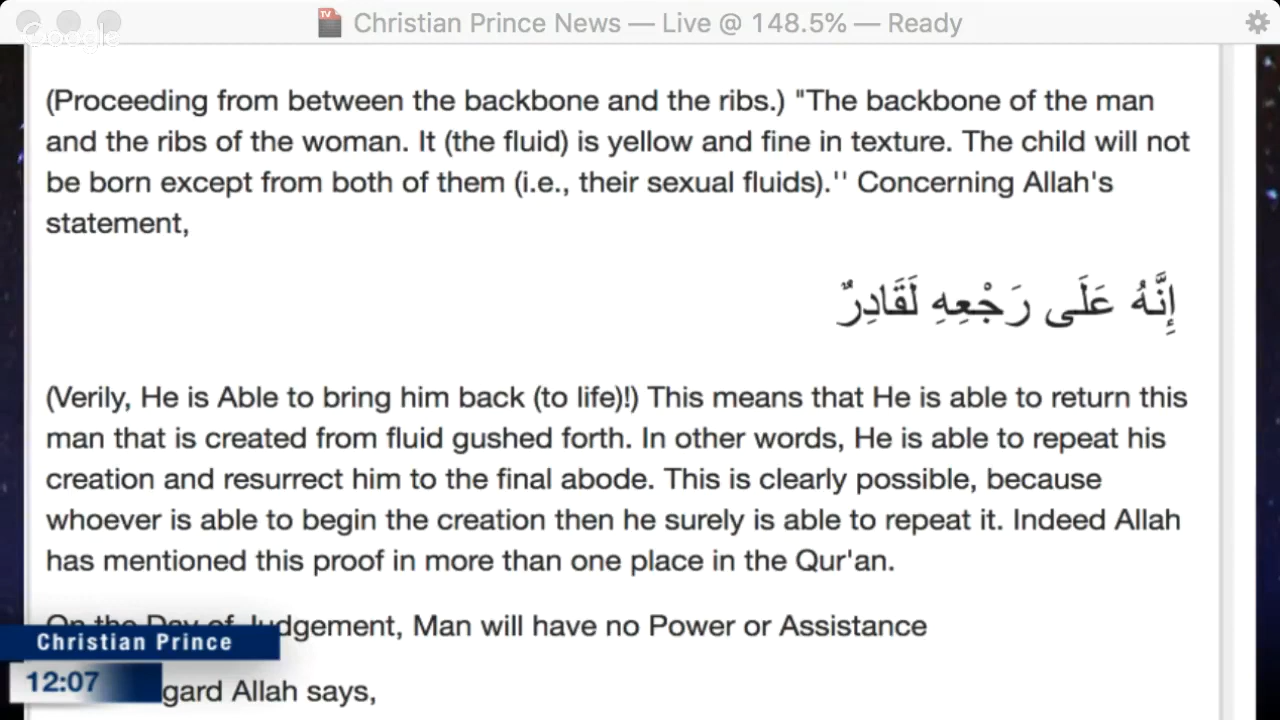 Christian Prince News — Live @ 148.5% — Ready
Google
(Proceeding from between the backbone and the ribs.) "The backbone of the man
and the ribs of the woman. It (the fluid) is yellow and fine in texture. The child will not
be born except from both of them (i.e., their sexual fluids).'' Concerning Allah's
statement,
إِنَّهُ عَلَى رَجْعِهِ لَقَادِرٌ
(Verily, He is Able to bring him back (to life)!) This means that He is able to return this
man that is created from fluid gushed forth. In other words, He is able to repeat his
creation and resurrect him to the final abode. This is clearly possible, because
whoever is able to begin the creation then he surely is able to repeat it. Indeed Allah
has mentioned this proof in more than one place in the Qur'an.
On the Day of Judgement, Man will have no Power or Assistance
Christian Prince
12:07
gard Allah says,